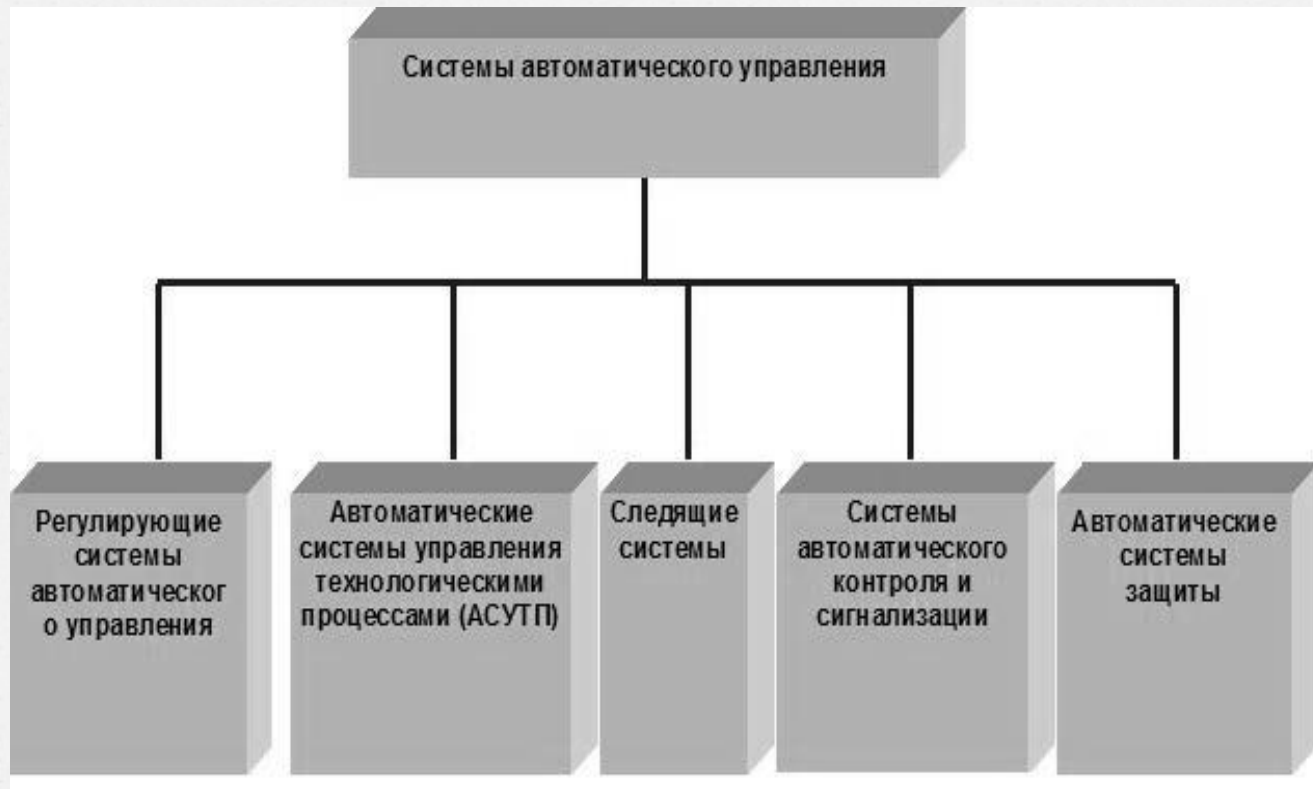 Системы автоматического управления
Регулирующие
системы
автоматическог
о управления
Автоматические
системы управления
технологическими
процессами (АСУТП)
Следящие
системы
Системы
автоматического
контроля и
сигнализации
Автоматические
системы
защиты